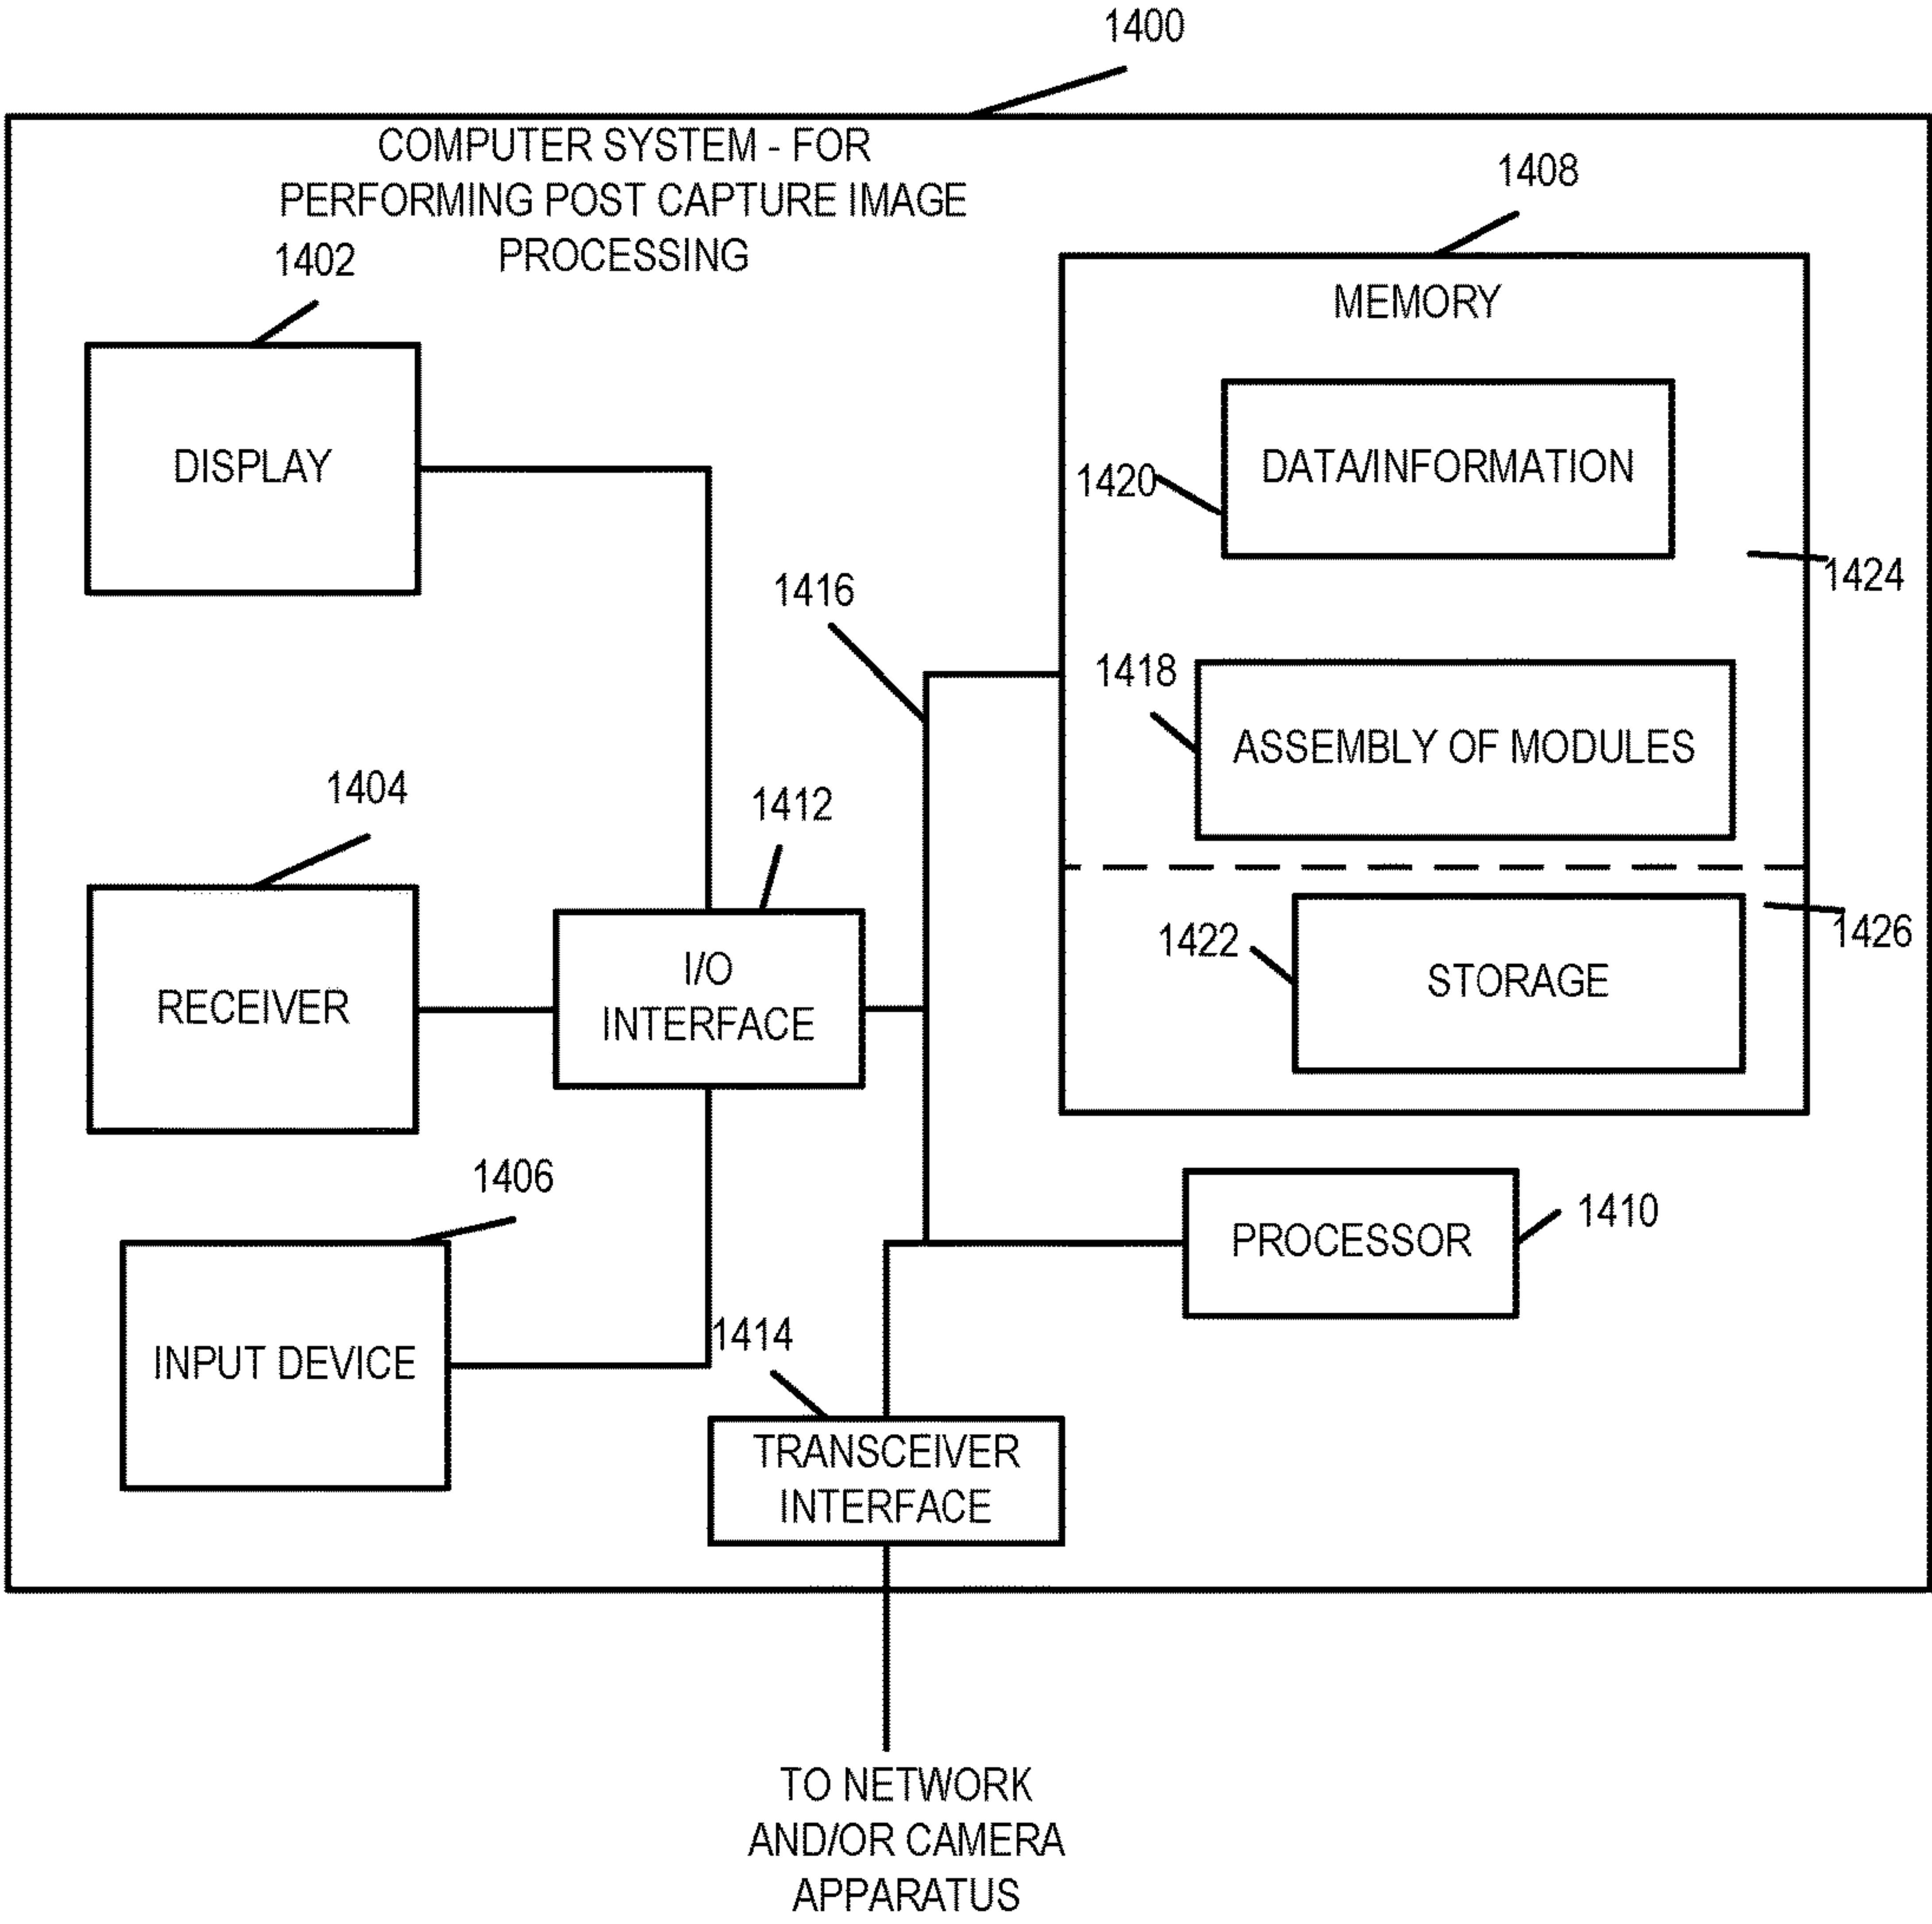 1400
COMPUTER SYSTEM - FOR
PERFORMING POST CAPTURE IMAGE
PROCESSING
1402
DISPLAY
1408
MEMORY
DATA/INFORMATION
1420
1424
1416
1418
ASSEMBLY OF MODULES
1404
RECEIVER
1412
I/O
INTERFACE
1422
STORAGE
1426
1406
INPUT DEVICE
PROCESSOR
1410
1414
TRANSCEIVER
INTERFACE
TO NETWORK
AND/OR CAMERA
APPARATUS